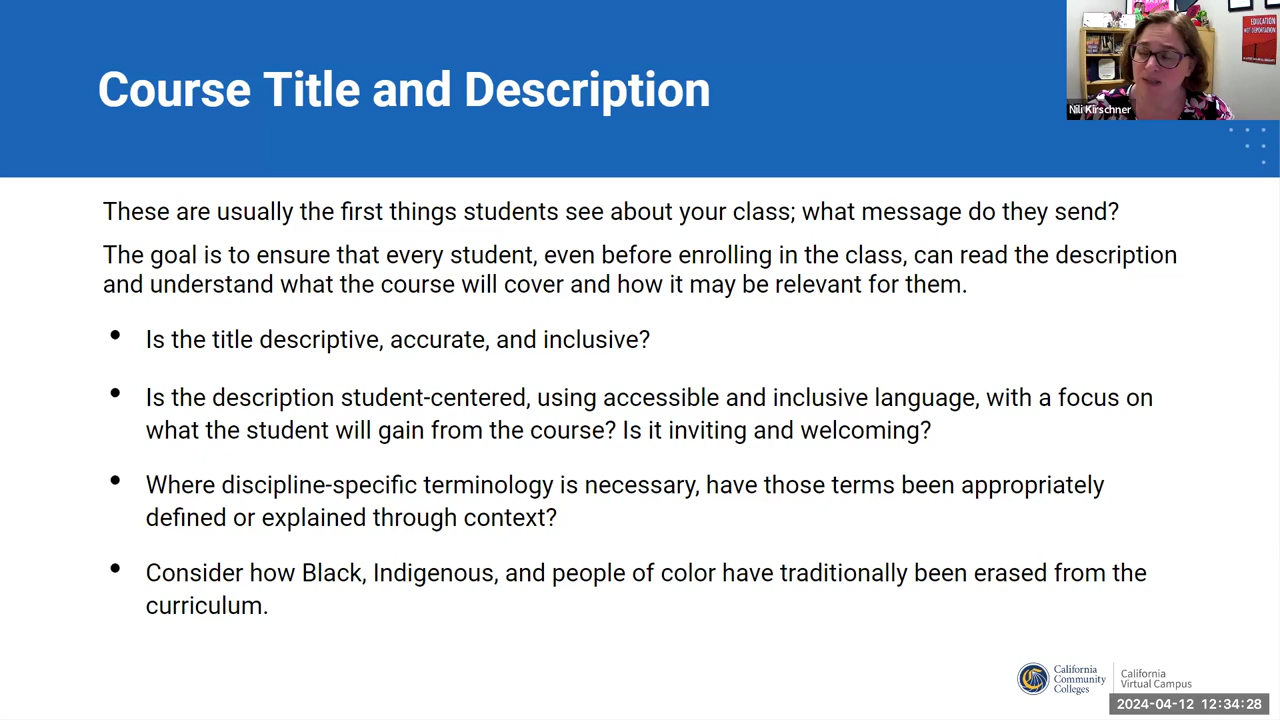 Course Title and Description
EDUCATION
NOT DEPORTATION
Nili Kirschner
These are usually the first things students see about your class; what message do they send?
The goal is to ensure that every student, even before enrolling in the class, can read the description
and understand what the course will cover and how it may be relevant for them.
• Is the title descriptive, accurate, and inclusive?
• Is the description student-centered, using accessible and inclusive language, with a focus on
what the student will gain from the course? Is it inviting and welcoming?
• Where discipline-specific terminology is necessary, have those terms been appropriately
defined or explained through context?
• Consider how Black, Indigenous, and people of color have traditionally been erased from the
curriculum.
California
Community
Colleges
California
Virtual Campus
2024-04-12 12:34:28